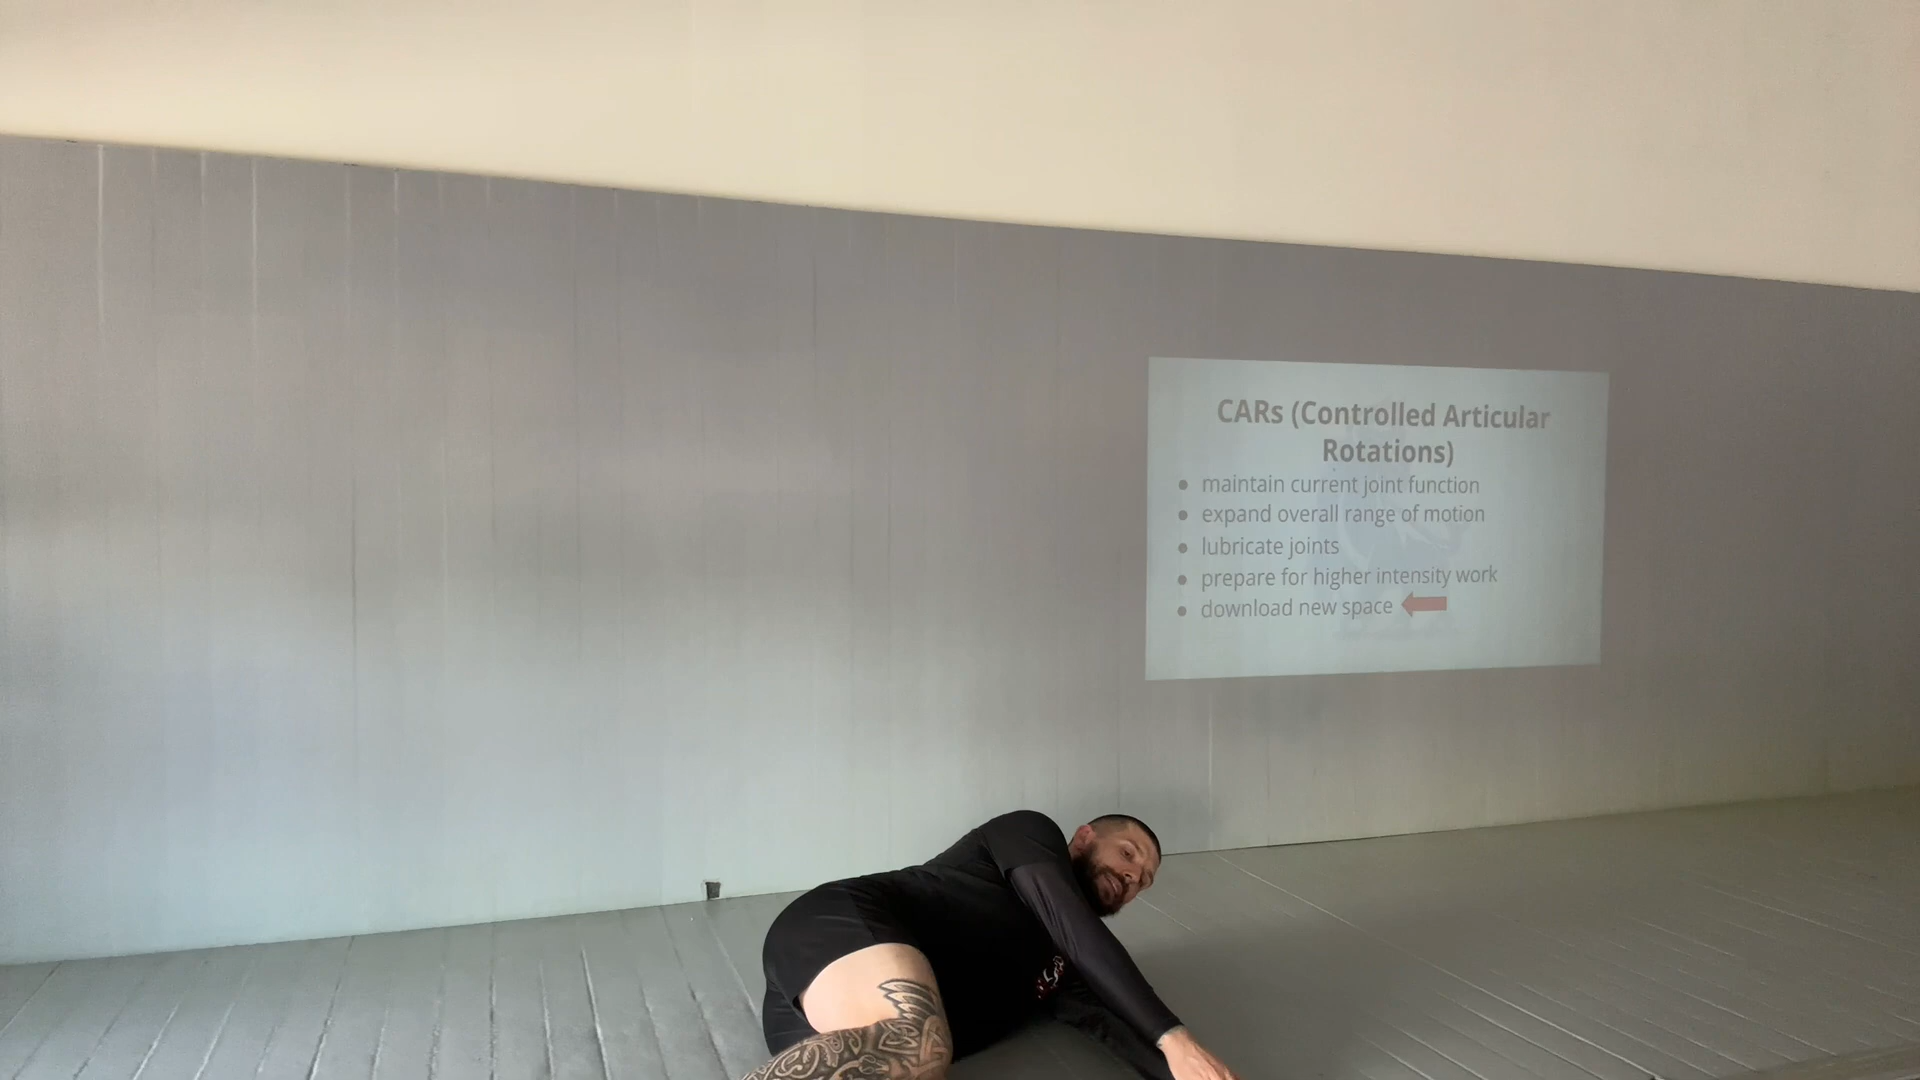 CARs (Controlled Articular
Rotations)
● maintain current joint function
● expand overall range of motion
● lubricate joints
● prepare for higher intensity work
● download new space